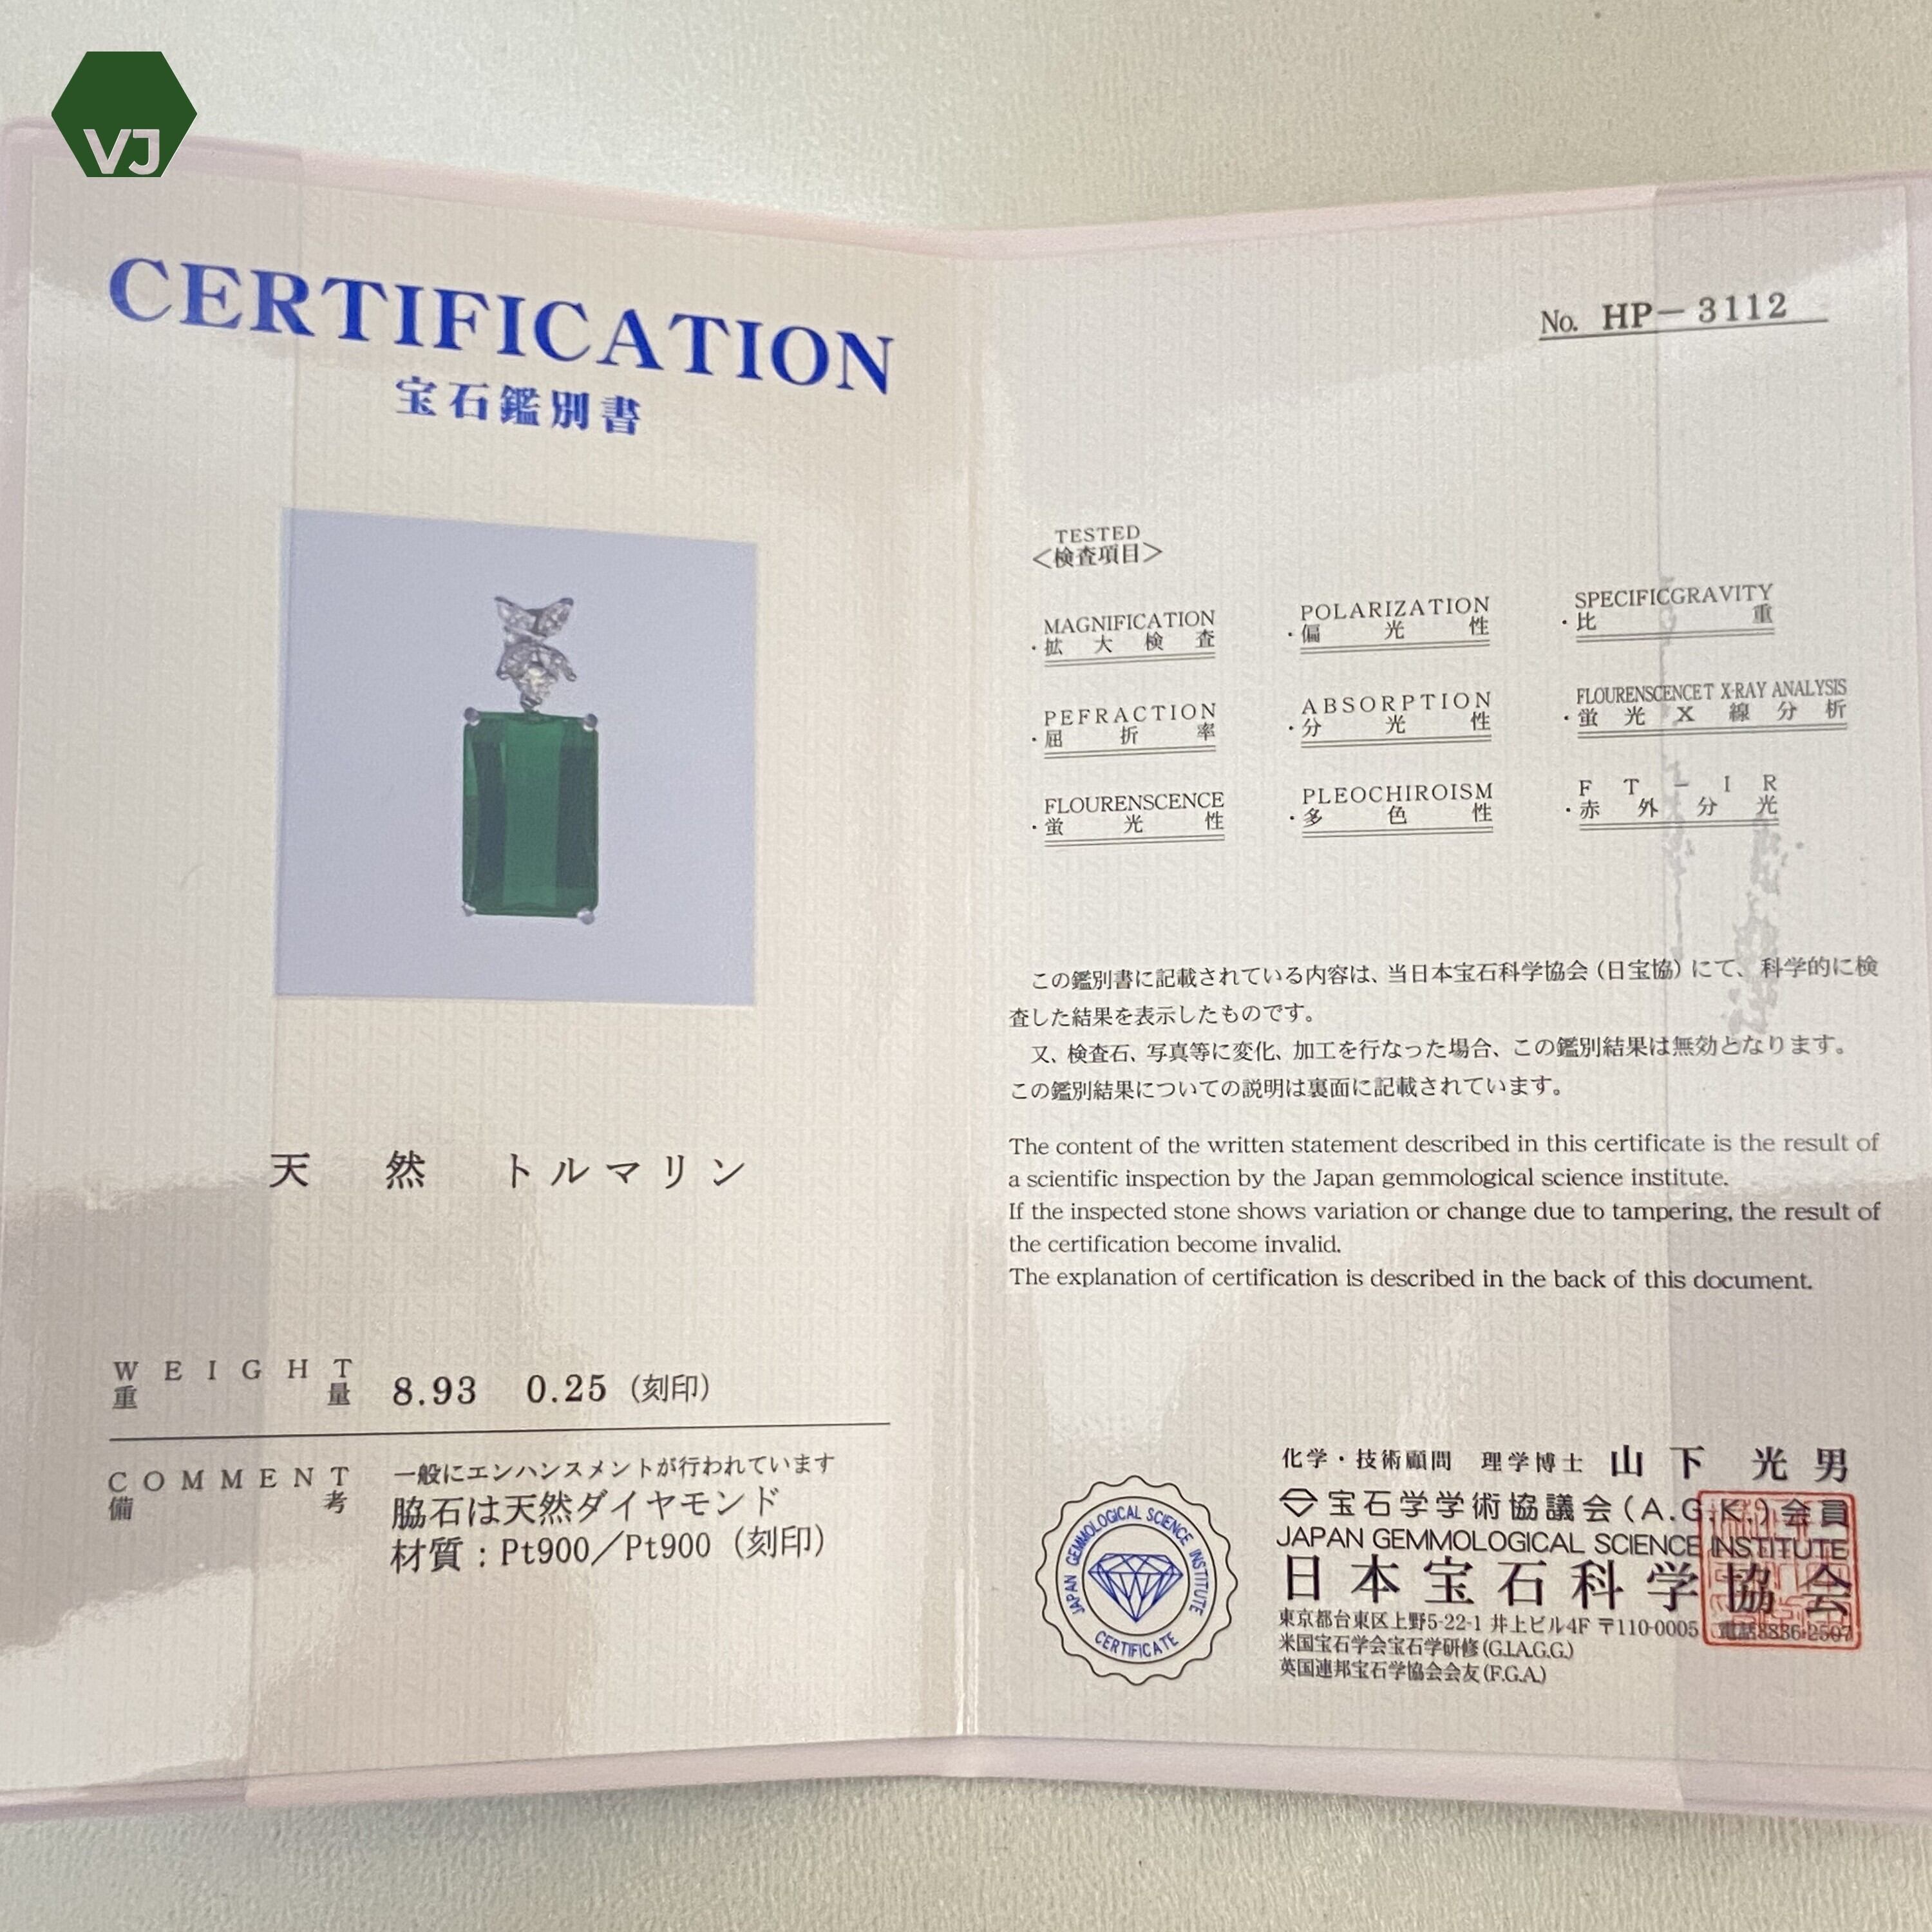 VJ
CERTIFICATION
宝石鑑別書
天然 トルマリン
WEIGHT
重量 8.93 0.25 (刻印)
COMMENT
備考
一般にエンハンスメントが行われています
脇石は天然ダイヤモンド
材質:Pt900/Pt900 (刻印)
No. HP-3112
TESTED
<検査項目>
MAGNIFICATION
・拡大検査
POLARIZATION
・偏光性
SPECIFICGRAVITY
・比重
PEFRACTION
・屈折率
ABSORPTION
・分光性
FLOURENSCENCET X-RAY ANALYSIS
・蛍光X線分析
FLOURENSCENCE
・蛍光性
PLEOCHIROISM
・多色性
FT-IR
・赤外分光
この鑑別書に記載されている内容は、当日本宝石科学協会(日宝協)にて、科学的に検
査した結果を表示したものです。
又、検査石、写真等に変化、加工を行なった場合、この鑑別結果は無効となります。
この鑑別結果についての説明は裏面に記載されています。
The content of the written statement described in this certificate is the result of
a scientific inspection by the Japan gemmological science institute.
If the inspected stone shows variation or change due to tampering, the result of
the certification become invalid.
The explanation of certification is described in the back of this document.
JAPAN GEMMOLOGICAL SCIENCE INSTITUTE
CERTIFICATE
化学・技術顧問 理学博士 山下 光男
宝石学学術協議会(A.G.K.)会員
JAPAN GEMMOLOGICAL SCIENCE INSTITUTE
日本宝石科学協会
東京都台東区上野5-22-1 井上ビル4F 〒110-0005 電話3836-2507
米国宝石学会宝石学研修(G.I.A.G.G.)
英国連邦宝石学協会会友(F.G.A.)